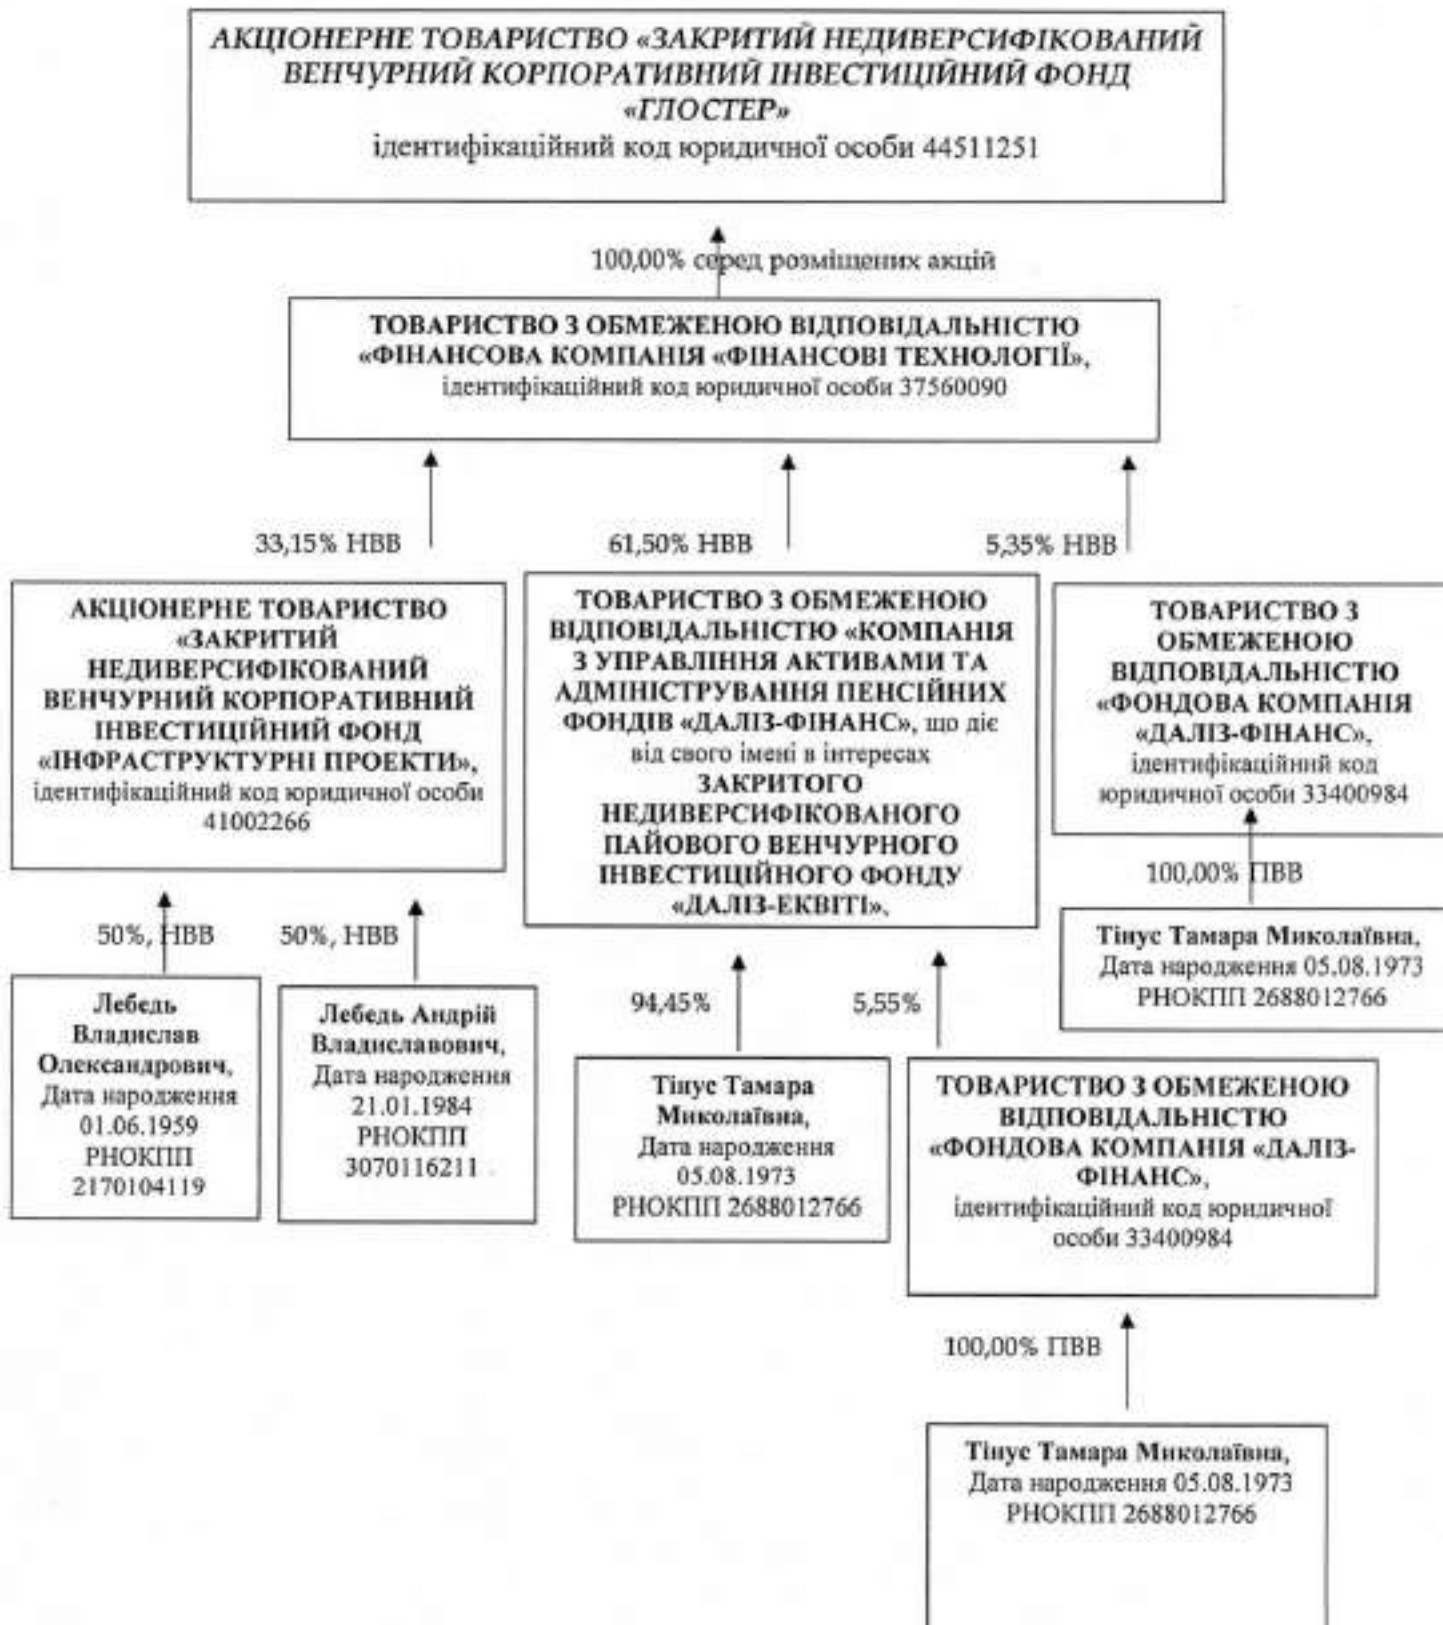 АКЦІОНЕРНЕ ТОВАРИСТВО «ЗАКРИТИЙ НЕДИВЕРСИФІКОВАНИЙ
ВЕНЧУРНИЙ КОРПОРАТИВНИЙ ІНВЕСТИЦІЙНИЙ ФОНД
«ГЛОСТЕР»
ідентифікаційний код юридичної особи 44511251
100,00% серед розміщених акцій
ТОВАРИСТВО З ОБМЕЖЕНОЮ ВІДПОВІДАЛЬНІСТЮ
«ФІНАНСОВА КОМПАНІЯ «ФІНАНСОВІ ТЕХНОЛОГІЇ»,
ідентифікаційний код юридичної особи 37560090
33,15% НВВ
61,50% НВВ
5,35% НВВ
АКЦІОНЕРНЕ ТОВАРИСТВО
«ЗАКРИТИЙ
НЕДИВЕРСИФІКОВАНИЙ
ВЕНЧУРНИЙ КОРПОРАТИВНИЙ
ІНВЕСТИЦІЙНИЙ ФОНД
«ІНФРАСТРУКТУРНІ ПРОЕКТИ»,
ідентифікаційний код юридичної особи
41002266
ТОВАРИСТВО З ОБМЕЖЕНОЮ
ВІДПОВІДАЛЬНІСТЮ «КОМПАНІЯ
З УПРАВЛІННЯ АКТИВАМИ ТА
АДМІНІСТРУВАННЯ ПЕНСІЙНИХ
ФОНДІВ «ДАЛІЗ-ФІНАНС», що діє
від свого імені в інтересах
ЗАКРИТОГО
НЕДИВЕРСИФІКОВАНОГО
ПАЙОВОГО ВЕНЧУРНОГО
ІНВЕСТИЦІЙНОГО ФОНДУ
«ДАЛІЗ-ЕКВІТІ»,
ТОВАРИСТВО З
ОБМЕЖЕНОЮ
ВІДПОВІДАЛЬНІСТЮ
«ФОНДОВА КОМПАНІЯ
«ДАЛІЗ-ФІНАНС»,
ідентифікаційний код
юридичної особи 33400984
50%, НВВ
50%, НВВ
100,00% ПВВ
Лебедь
Владислав
Олександрович,
Дата народження
01.06.1959
РНОКПП
2170104119
Лебедь Андрій
Владиславович,
Дата народження
21.01.1984
РНОКПП
3070116211
94,45%
5,55%
Тінус Тамара Миколаївна,
Дата народження 05.08.1973
РНОКПП 2688012766
Тінус Тамара
Миколаївна,
Дата народження
05.08.1973
РНОКПП 2688012766
ТОВАРИСТВО З ОБМЕЖЕНОЮ
ВІДПОВІДАЛЬНІСТЮ
«ФОНДОВА КОМПАНІЯ «ДАЛІЗ-
ФІНАНС»,
ідентифікаційний код юридичної
особи 33400984
100,00% ПВВ
Тінус Тамара Миколаївна,
Дата народження 05.08.1973
РНОКПП 2688012766